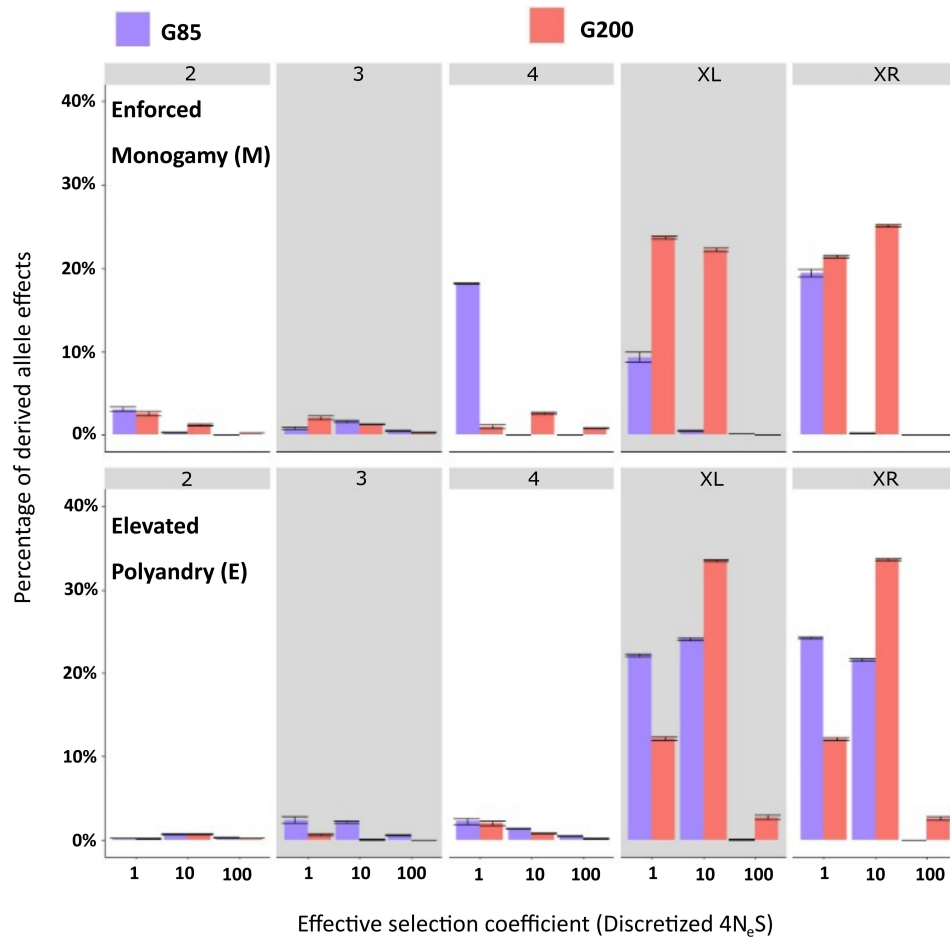 G85 G200
2 3 4 XL XR
40%
Enforced
Monogamy (M)
30%
20%
10%
0%
Percentage of derived allele effects
2 3 4 XL XR
40%
Elevated
Polyandry (E)
30%
20%
10%
0%
1 10 100 1 10 100 1 10 100 1 10 100 1 10 100
Effective selection coefficient (Discretized 4NₑS)